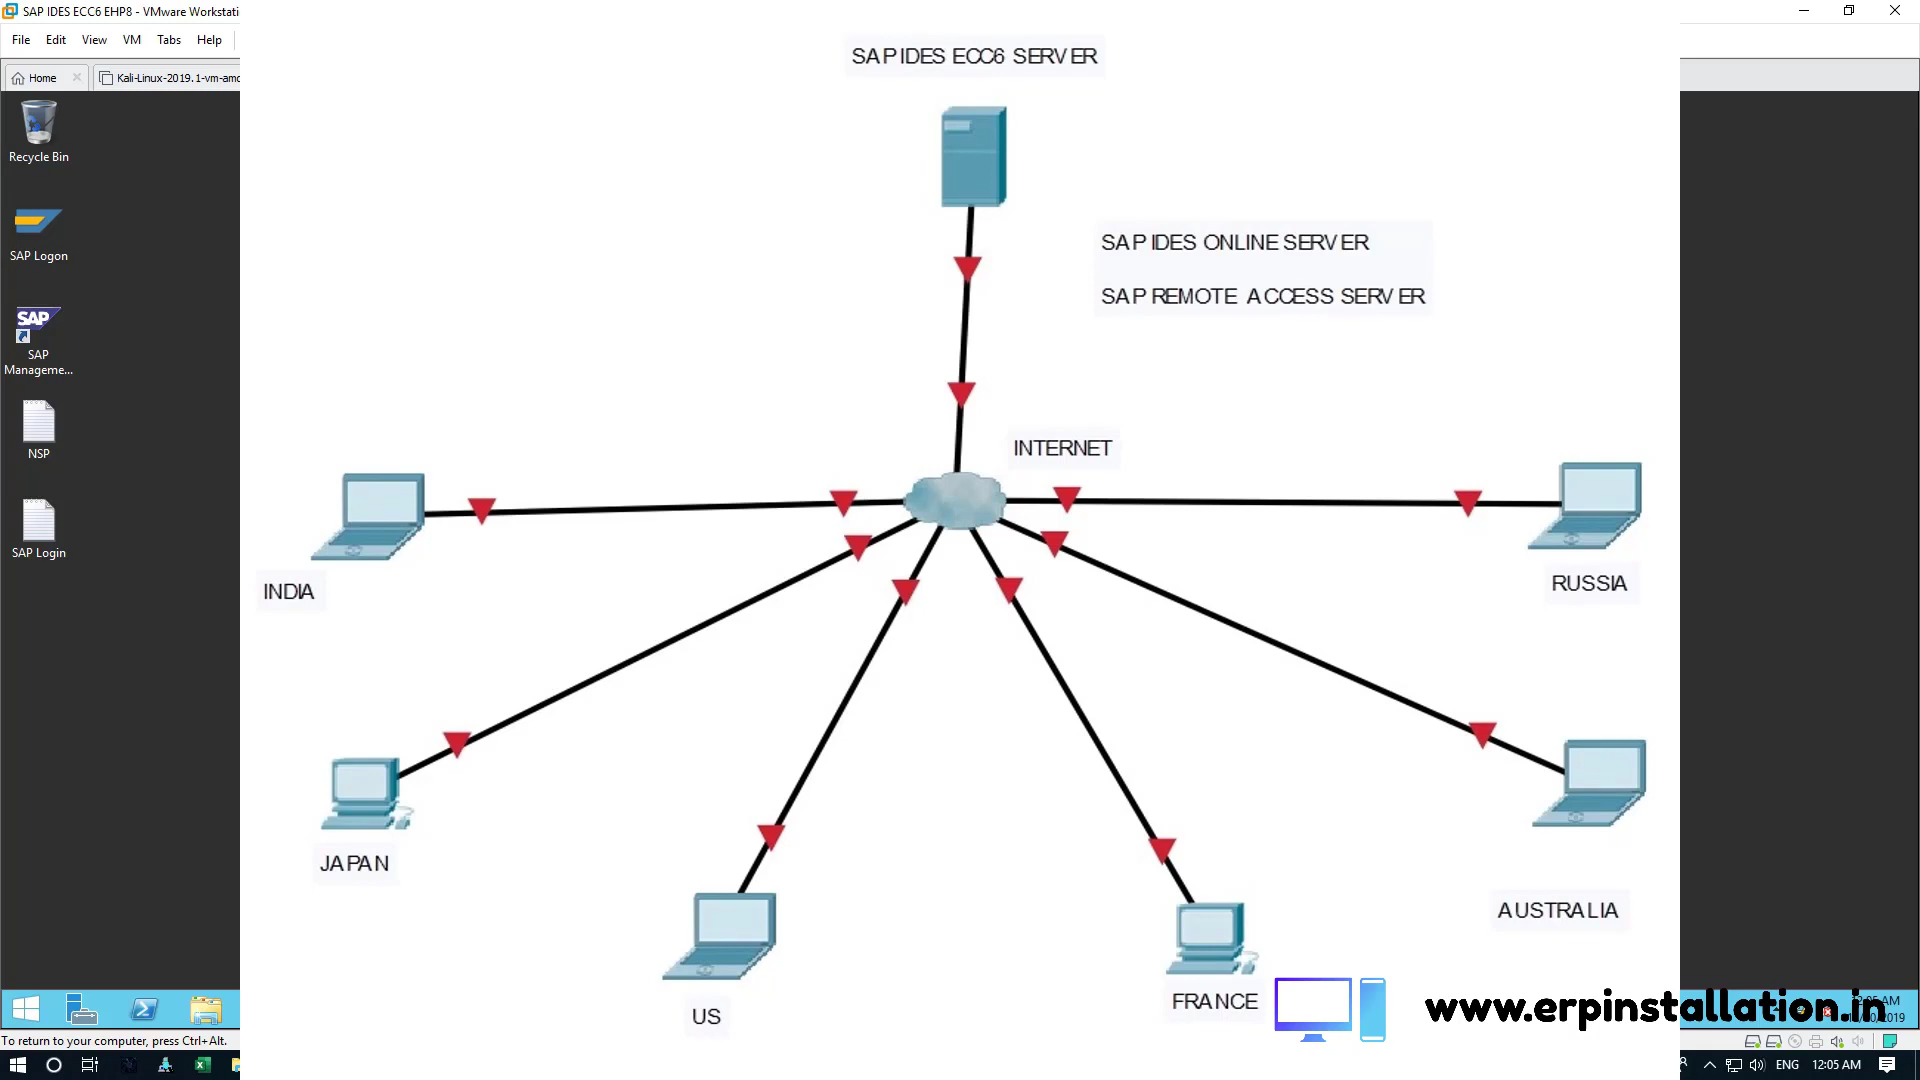 SAP IDES ECC6 EHP8 - VMware Workstati
File Edit View VM Tabs Help
Home
Kali-Linux-2019.1-vm-amd
Recycle Bin
SAP Logon
SAP
SAP
Manageme...
NSP
SAP Login
SAP IDES ECC6 SERVER
SAP IDES ONLINE SERVER
SAP REMOTE ACCESS SERVER
INTERNET
INDIA
RUSSIA
JAPAN
AUSTRALIA
US
FRANCE
www.erpinstallation.in
To return to your computer, press Ctrl+Alt.
ENG 12:05 AM